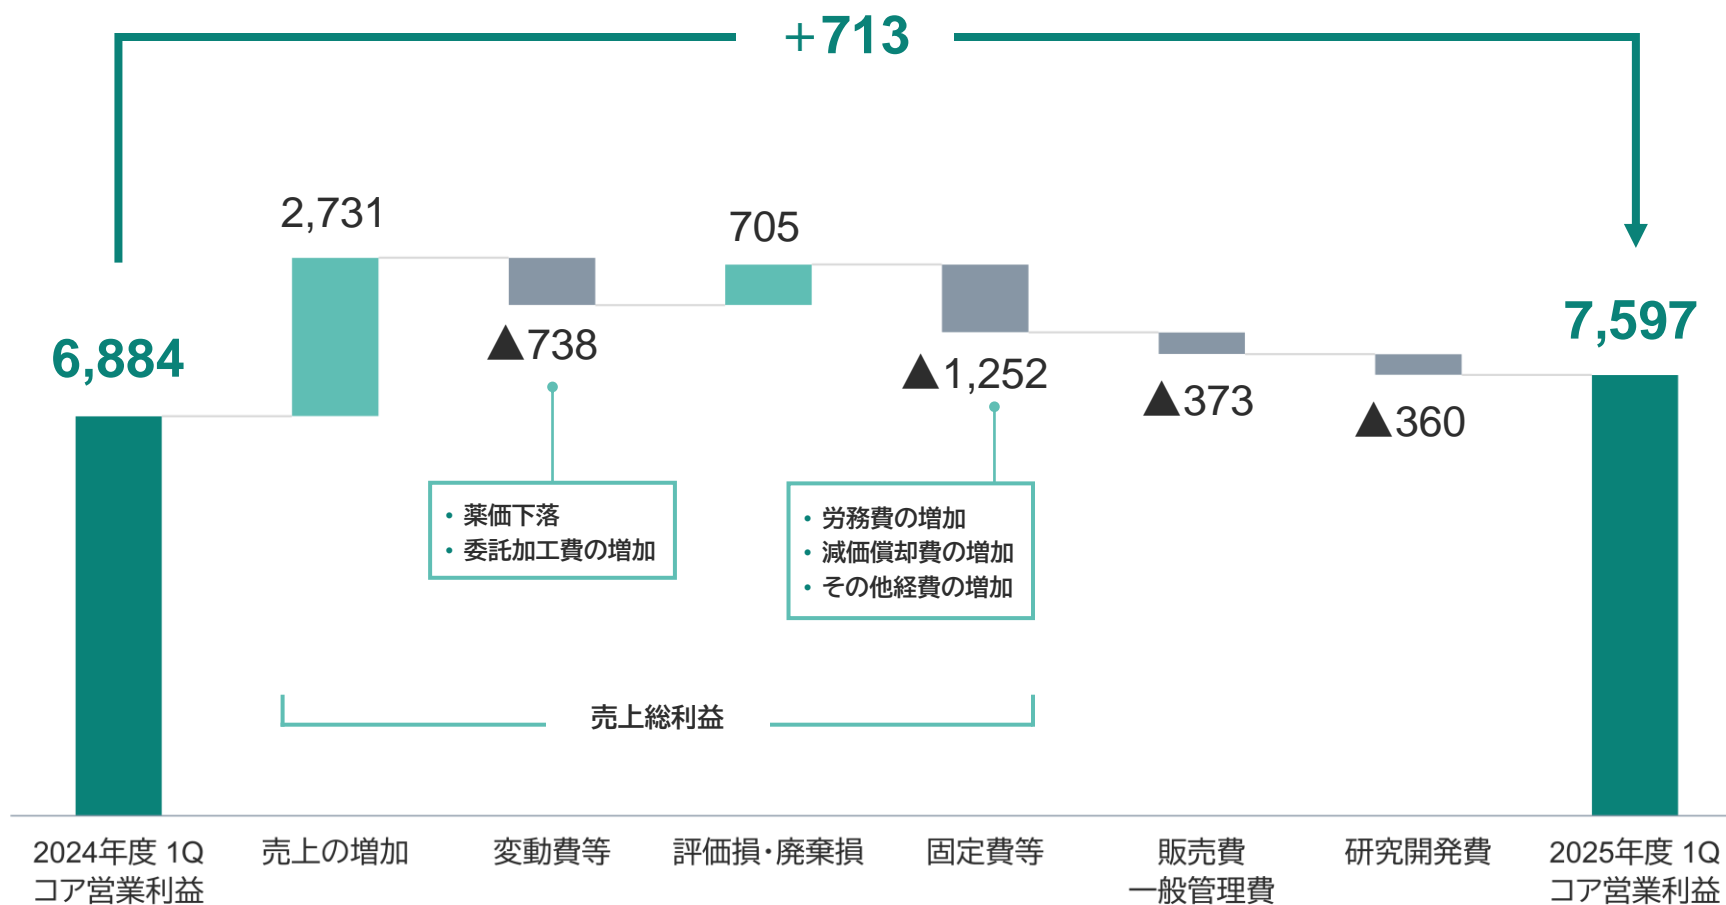 +713
2,731
705
6,884
▲738
▲1,252
▲373
▲360
7,597
• 薬価下落
• 委託加工費の増加
• 労務費の増加
• 減価償却費の増加
• その他経費の増加
売上総利益
2024年度 1Q
コア営業利益
売上の増加
変動費等
評価損・廃棄損
固定費等
販売費
一般管理費
研究開発費
2025年度 1Q
コア営業利益